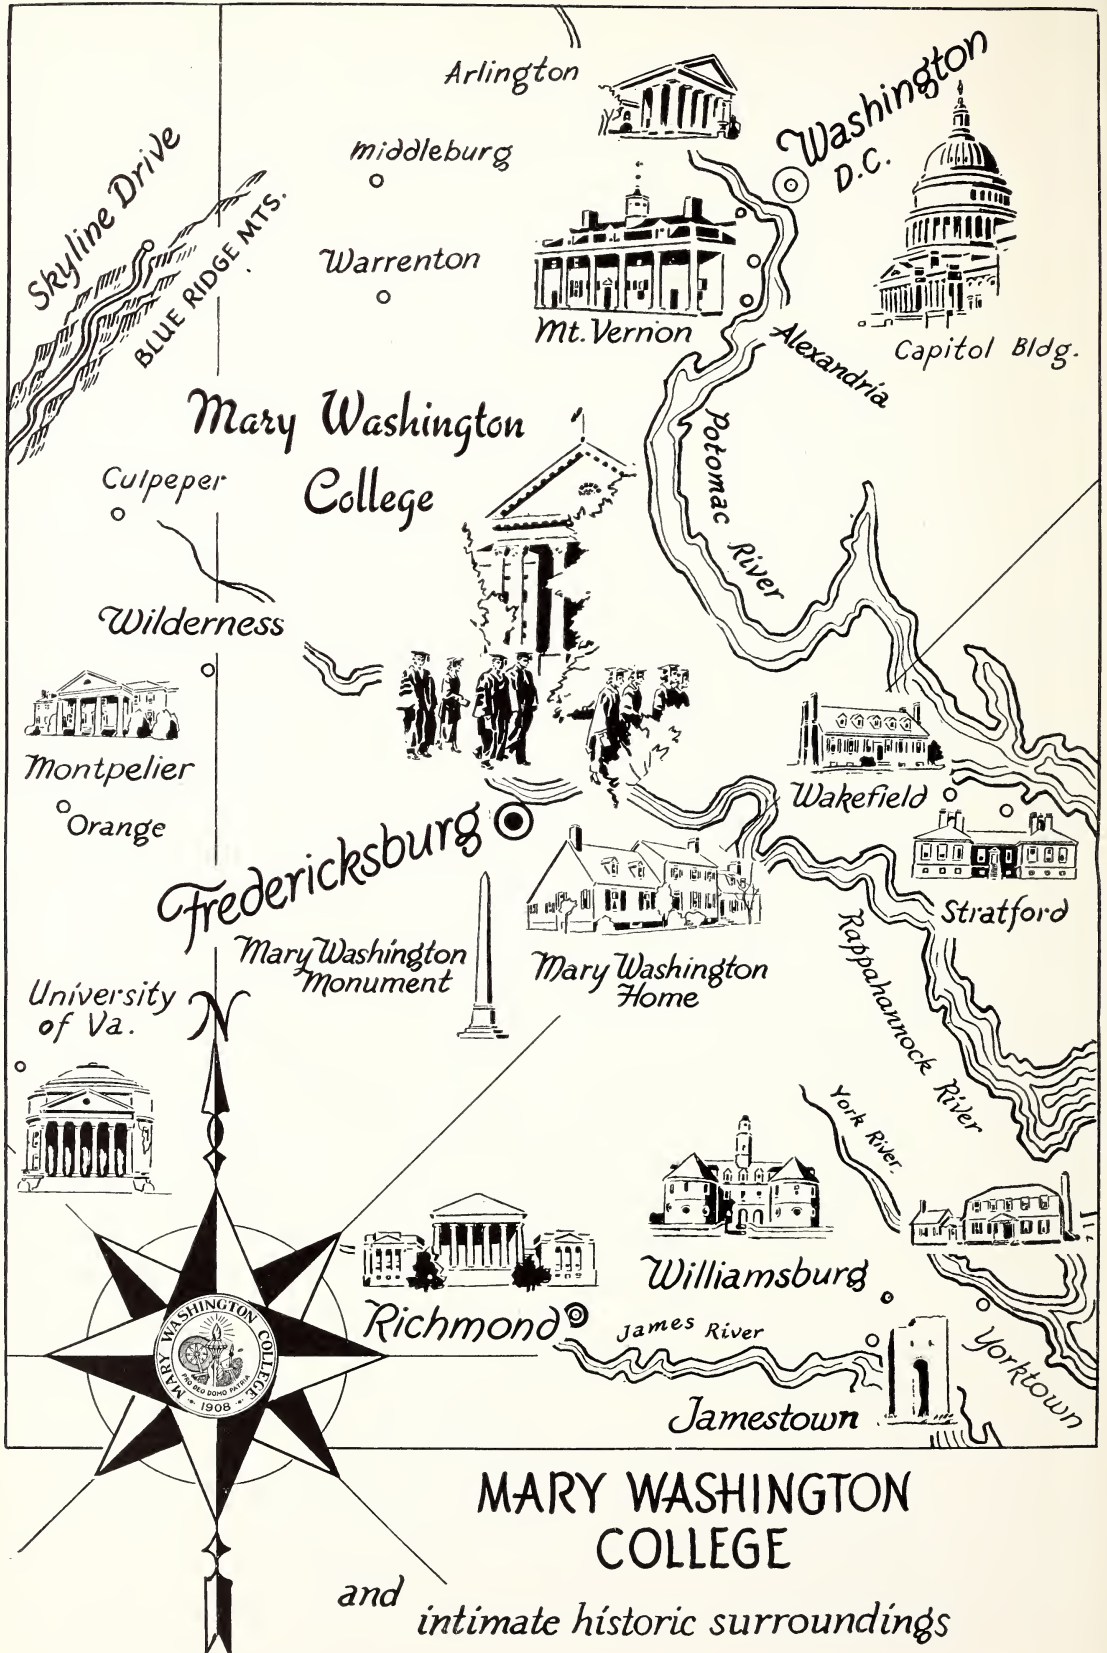 Arlington
Washington
D.C.
Middleburg
Skyline Drive
BLUE RIDGE MTS.
Warrenton
Mt. Vernon
Alexandria
Capitol Bldg.
Mary Washington
College
Potomac River
Culpeper
Wilderness
Montpelier
Orange
Wakefield
Fredericksburg
Stratford
Mary Washington
Monument
Mary Washington
Home
Rappahannock River
University
of Va.
N
York River
Williamsburg
Richmond
James River
Yorktown
Jamestown
MARY WASHINGTON COLLEGE
PRO DEO DOMO PATRIA
1908
MARY WASHINGTON
COLLEGE
and
intimate historic surroundings